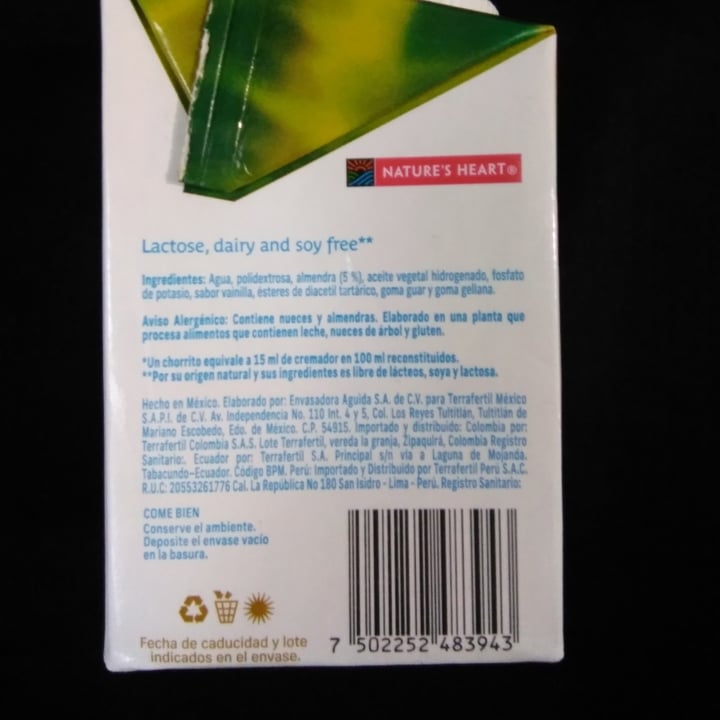 NATURE'S HEART®
Lactose, dairy and soy free**
Ingredientes: Agua, polidextrosa, almendra (5 %), aceite vegetal hidrogenado, fosfato
de potasio, sabor vainilla, ésteres de diacetil tartárico, goma guar y goma gellana.
Aviso Alergénico: Contiene nueces y almendras. Elaborado en una planta que
procesa alimentos que contienen leche, nueces de árbol y gluten.
*Un chorrito equivale a 15 ml de cremador en 100 ml reconstituidos.
**Por su origen natural y sus ingredientes es libre de lácteos, soya y lactosa.
Hecho en México. Elaborado por: Envasadora Aguida S.A. de C.V. para Terrafertil México
S.A.P.I. de C.V. Av. Independencia No. 110 Int. 4 y 5, Col. Los Reyes Tultitlán, Tultitlán de
Mariano Escobedo, Edo. de México. C.P. 54915. Importado y distribuido: Colombia por:
Terrafertil Colombia S.A.S. Lote Terrafertil, vereda la granja, Zipaquirá, Colombia Registro
Sanitario:. Ecuador por: Terrafertil S.A. Principal s/n vía a Laguna de Mojanda.
Tabacundo-Ecuador. Código BPM. Perú: Importado y Distribuido por Terrafertil Perú S.A.C.
R.U.C: 20553261776 Cal. La República No 180 San Isidro - Lima - Perú. Registro Sanitario:
COME BIEN
Conserve el ambiente.
Deposite el envase vacío
en la basura.
Fecha de caducidad y lote
indicados en el envase.
7 502252 483943